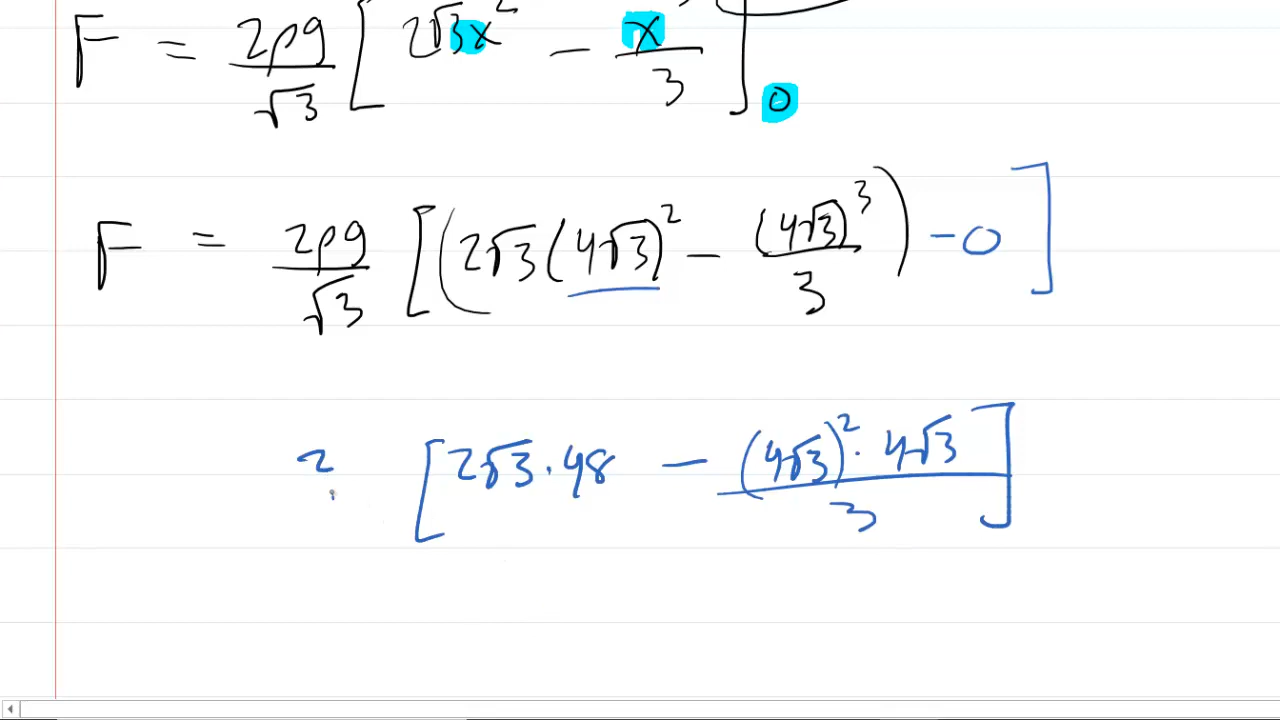 F = 2ρg/√3 [2√3x² − x³/3]₀
F = 2ρg/√3 [(2√3(4√3)² − (4√3)³/3) − 0]
2 [2√3 · 48 − (4√3)² · 4√3/3]